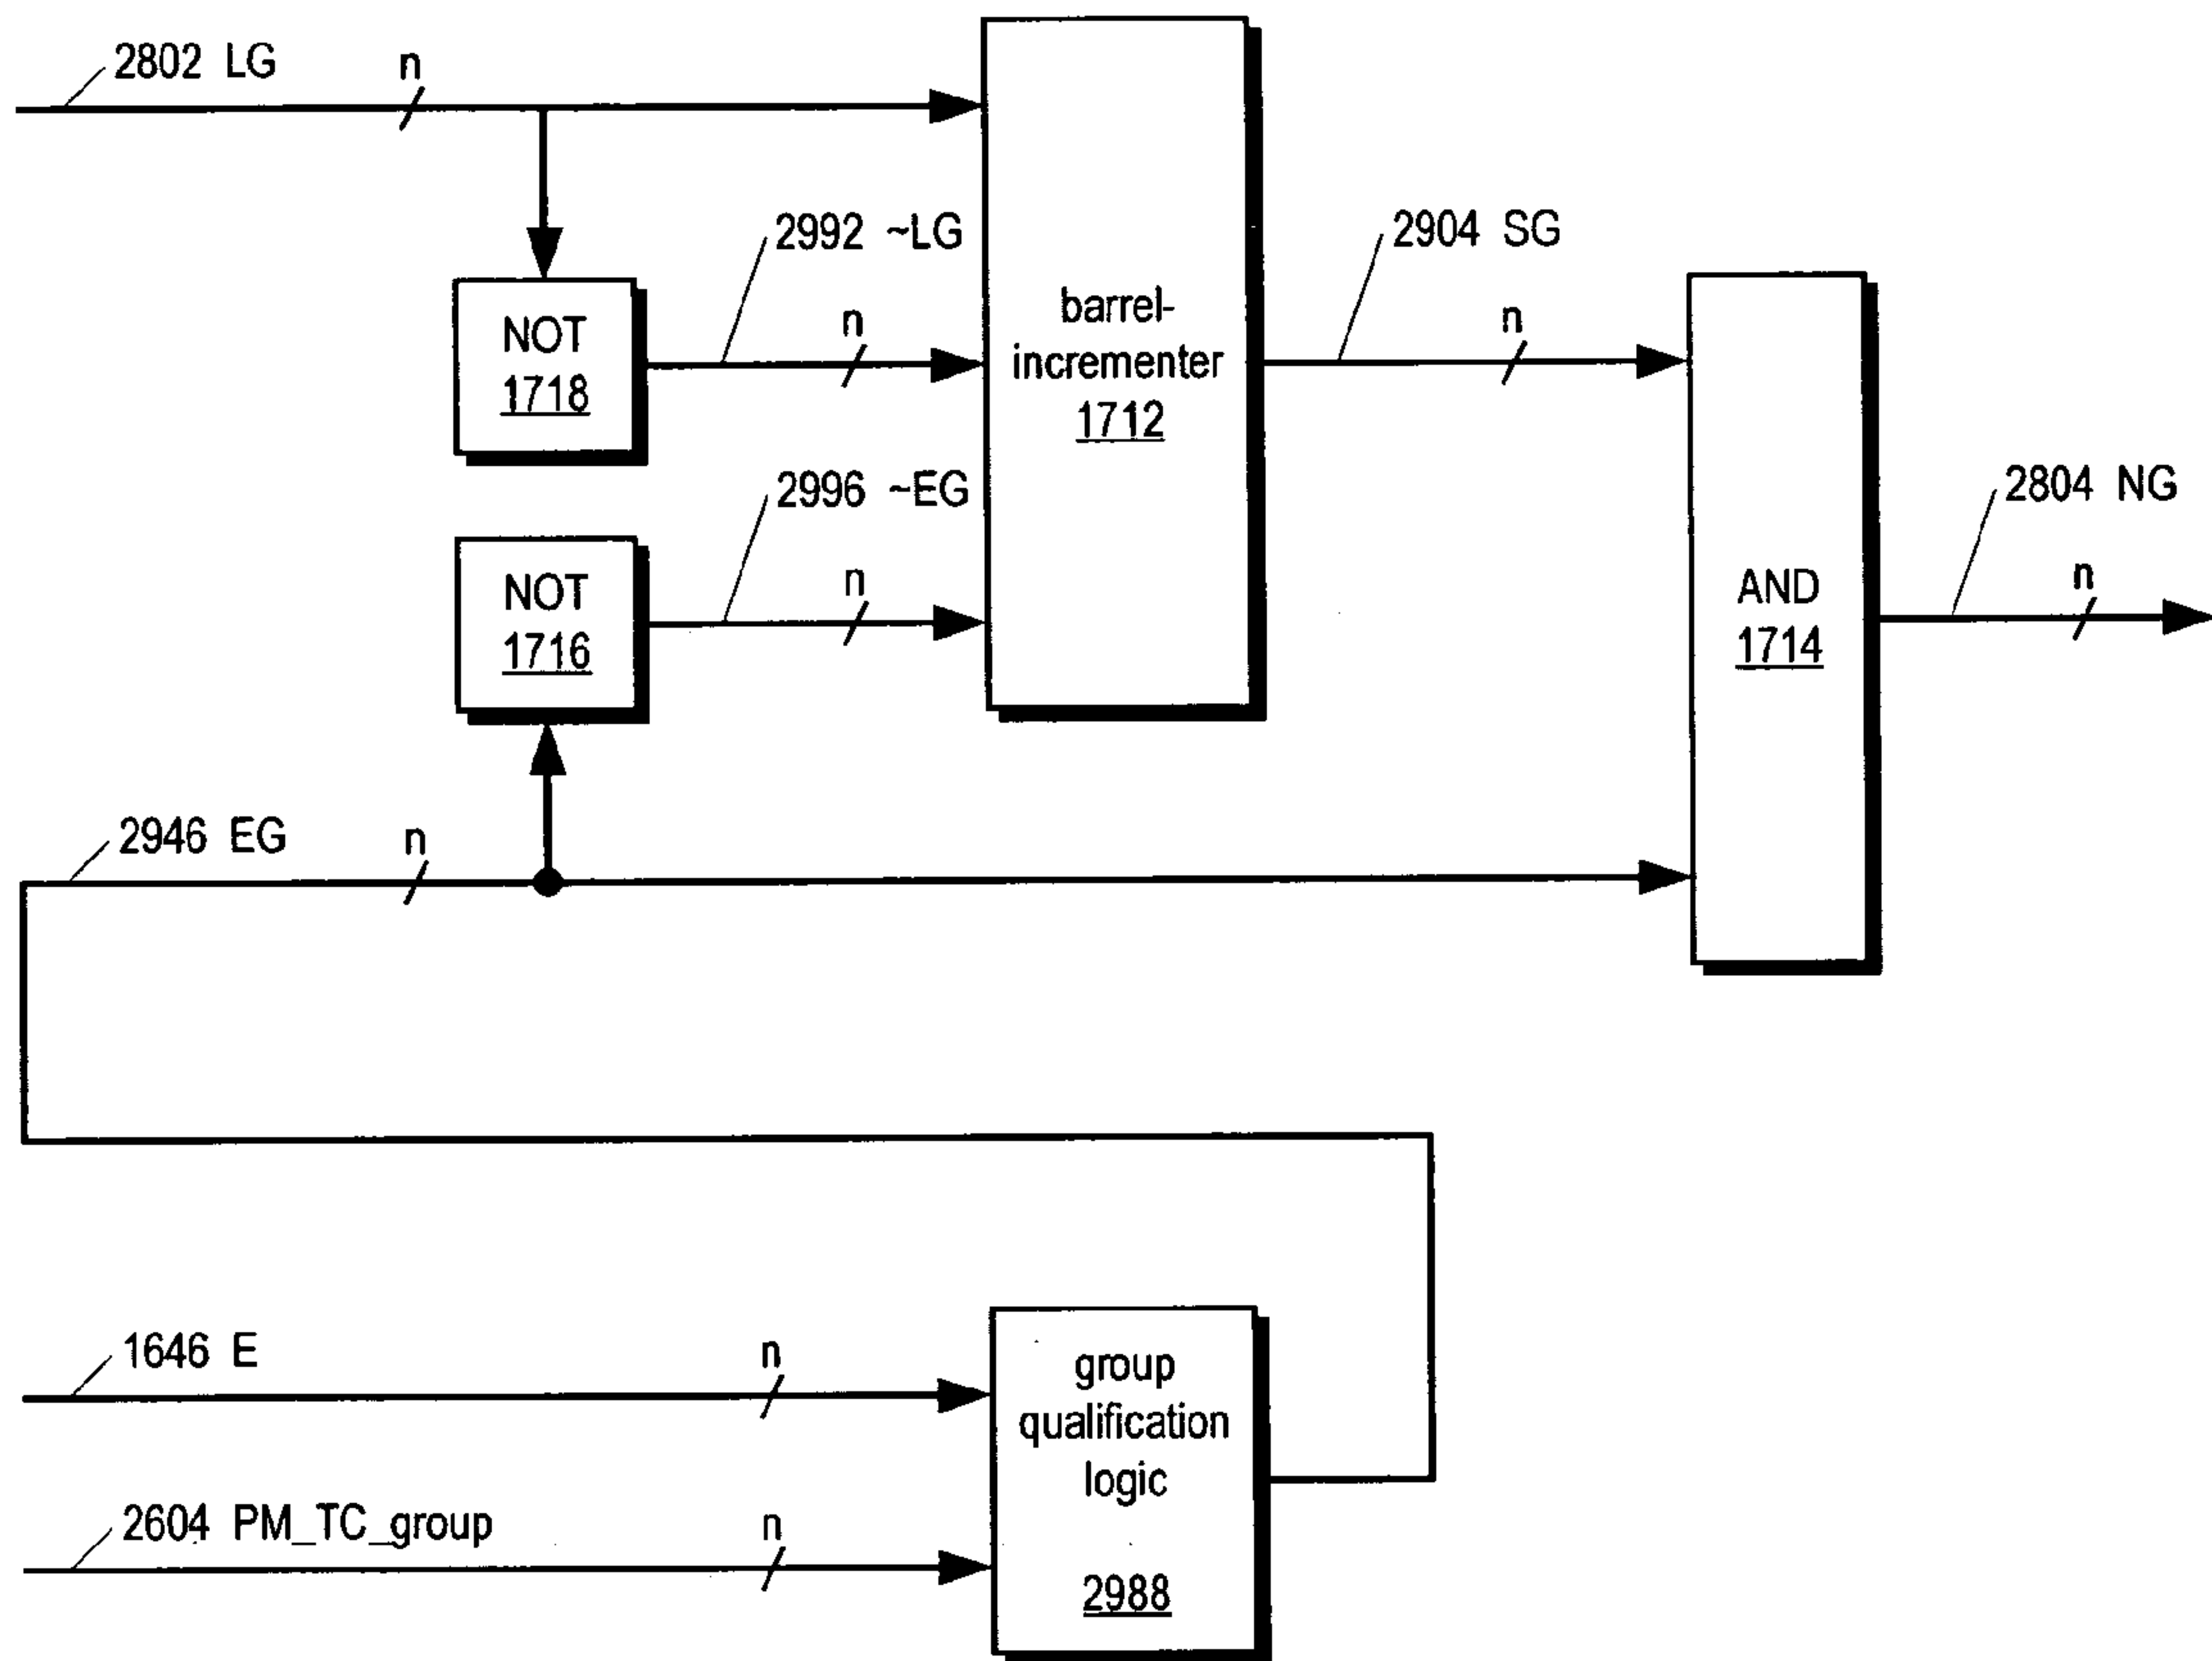 2802 LG
n
2992 ~LG
n
NOT
1718
barrel-
incrementer
1712
2904 SG
n
2996 ~EG
n
NOT
1716
2804 NG
n
AND
1714
2946 EG
n
1646 E
n
group
qualification
logic
2988
2604 PM_TC_group
n